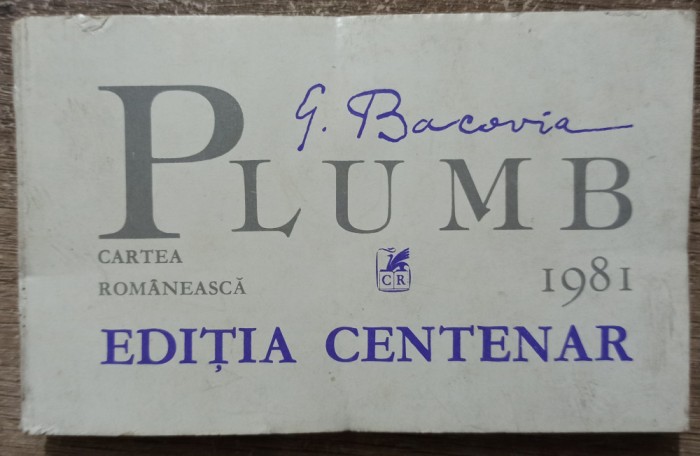 G. Bacovia
PLUMB
CARTEA
ROMÂNEASCĂ
CR
1981
EDIȚIA CENTENAR